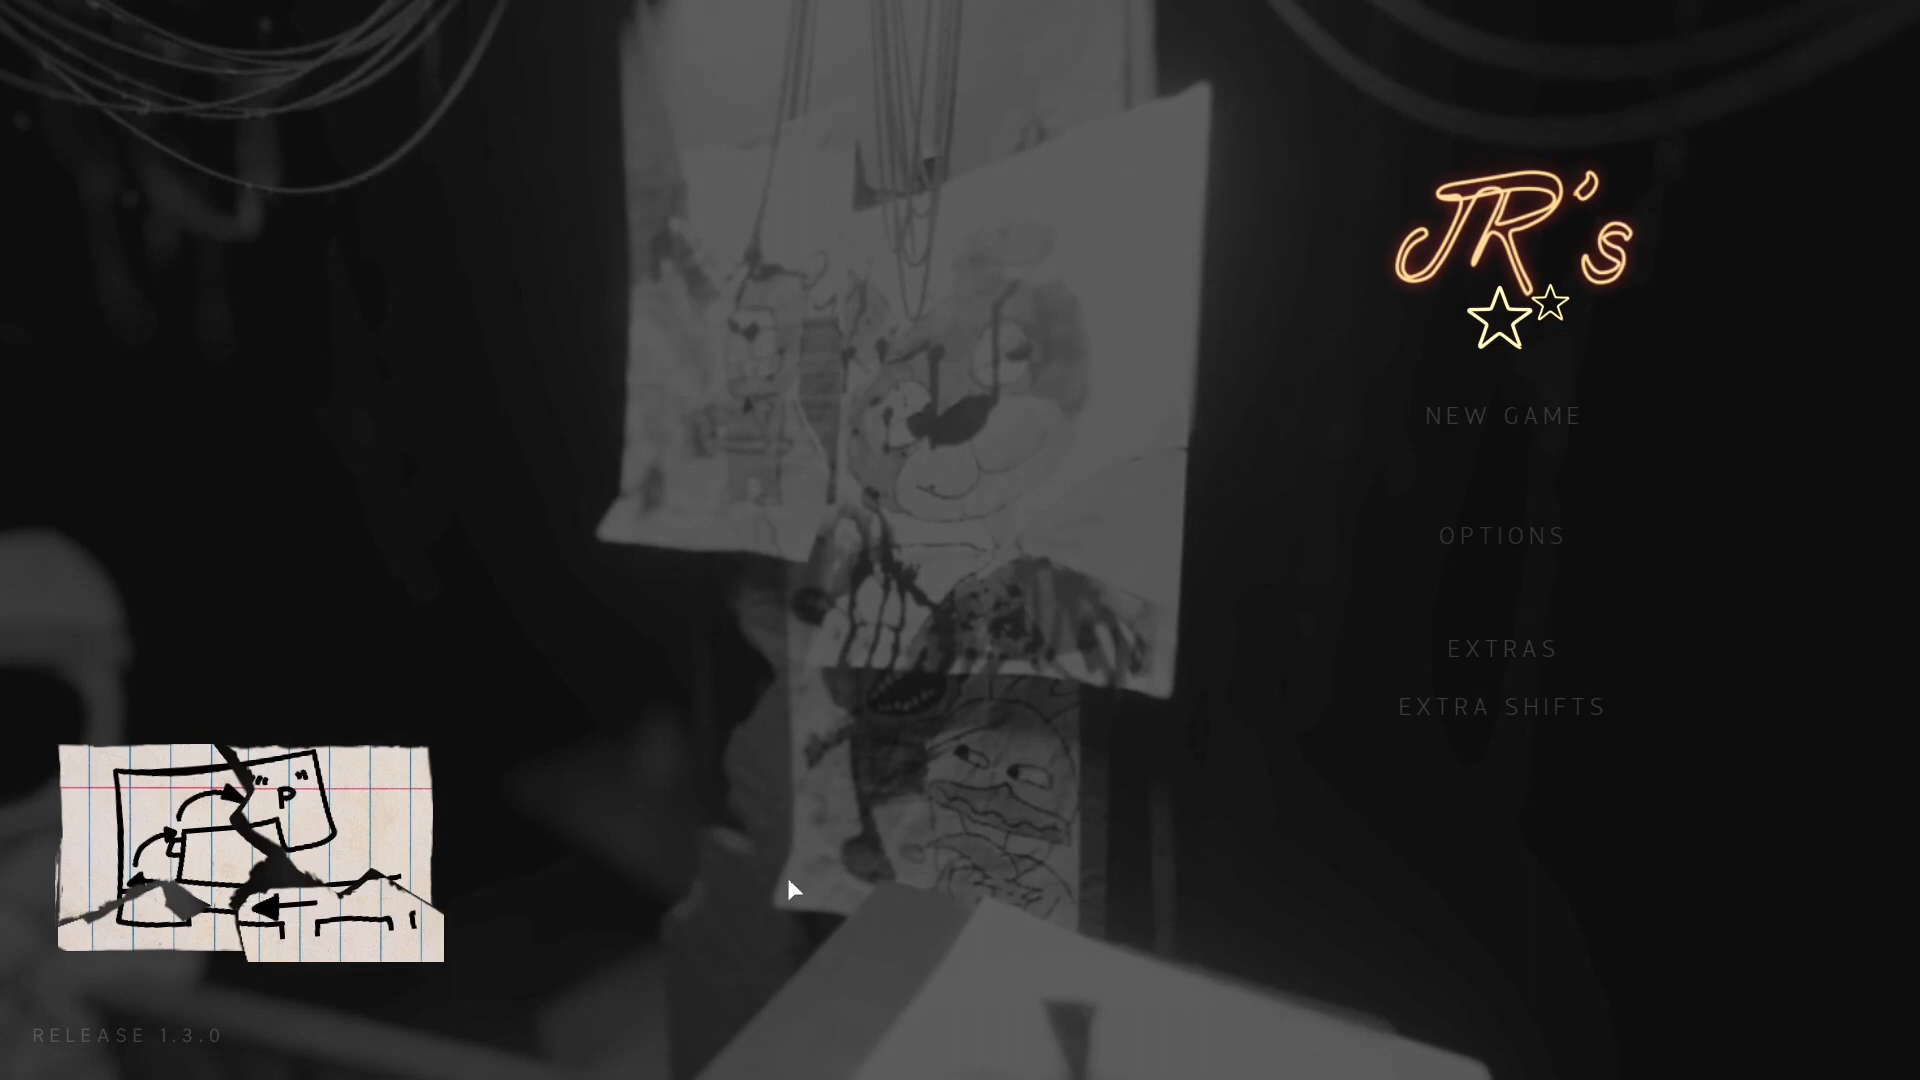 JR's
NEW GAME
OPTIONS
EXTRAS
EXTRA SHIFTS
"P"
RELEASE 1.3.0